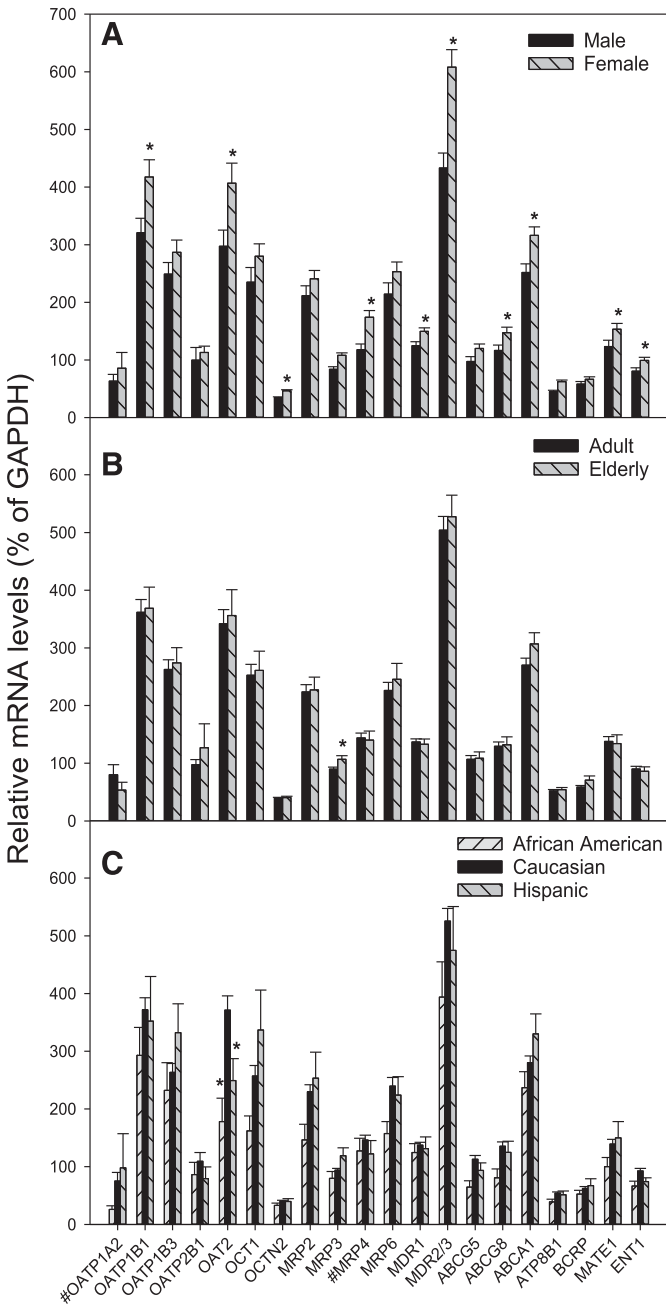 Relative mRNA levels (% of GAPDH)
A
Male
Female
700
600
500
400
300
200
100
0
*
*
*
*
*
*
*
*
*
*
B
Adult
Elderly
600
500
400
300
200
100
0
*
C
African American
Caucasian
Hispanic
600
500
400
300
200
100
0
*
*
#OATP1A2
OATP1B1
OATP1B3
OATP2B1
OAT2
OCT1
OCTN2
MRP2
MRP3
#MRP4
MRP6
MDR1
MDR2/3
ABCG5
ABCG8
ABCA1
ATP8B1
BCRP
MATE1
ENT1